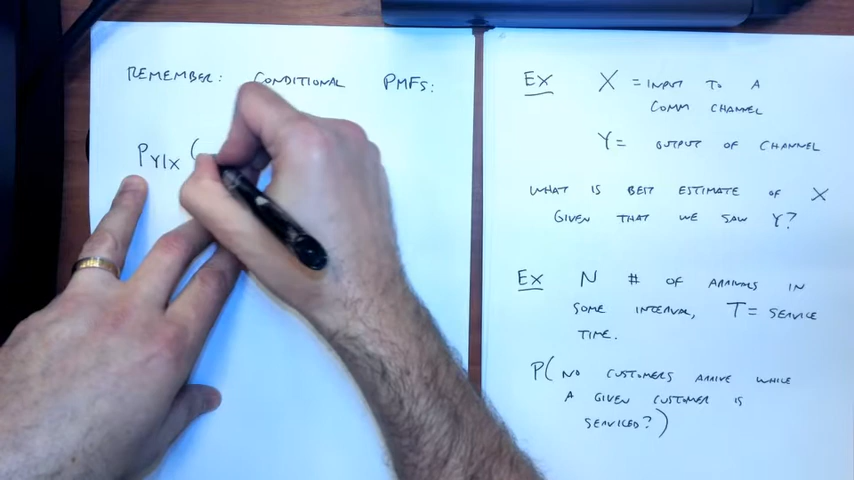 REMEMBER: CONDITIONAL PMFS:
P_{Y|X} (
Ex X = INPUT TO A
COMM CHANNEL
Y = OUTPUT OF CHANNEL
WHAT IS BEST ESTIMATE OF X
GIVEN THAT WE SAW Y?
Ex N # OF ARRIVALS IN
SOME INTERVAL, T = SERVICE
TIME.
P( NO CUSTOMERS ARRIVE WHILE
A GIVEN CUSTOMER IS
SERVICED? )